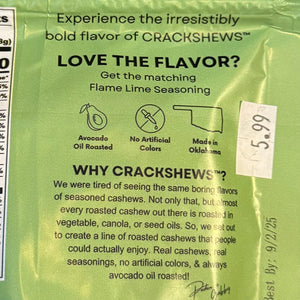 Experience the irresistibly
bold flavor of CRACKSHEWS™
LOVE THE FLAVOR?
Get the matching
Flame Lime Seasoning
Avocado
Oil Roasted
No Artificial
Colors
Made in
Oklahoma
5.99
WHY CRACKSHEWS™?
We were tired of seeing the same boring flavors
of seasoned cashews. Not only that, but almost
every roasted cashew out there is roasted in
vegetable, canola, or seed oils. So, we set out
to create a line of roasted cashews that people
could actually enjoy. Real cashews, real
seasonings, no artificial colors, & always
avocado oil roasted!
Best By: 9/2/25